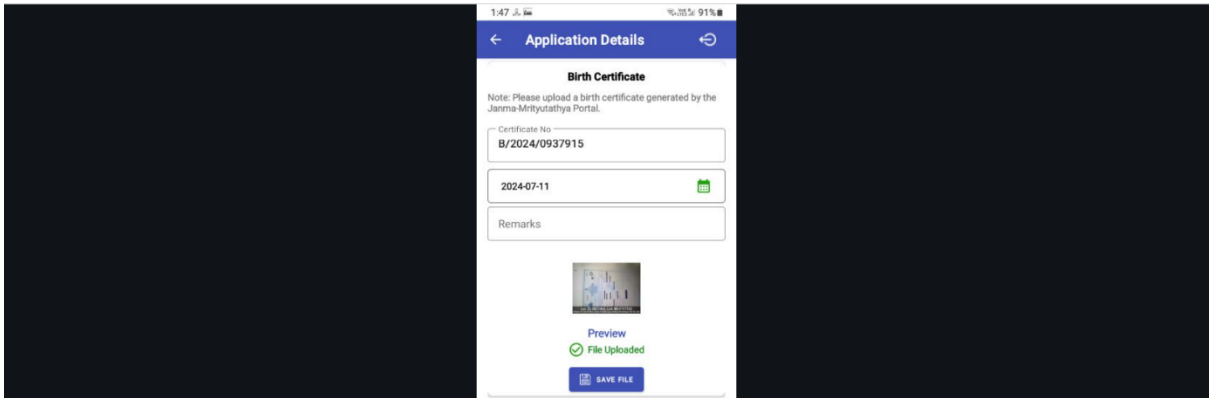 1:47
91%
Application Details
Birth Certificate
Note: Please upload a birth certificate generated by the
Janma-Mrityutathya Portal.
Certificate No
B/2024/0937915
2024-07-11
Remarks
Preview
File Uploaded
SAVE FILE